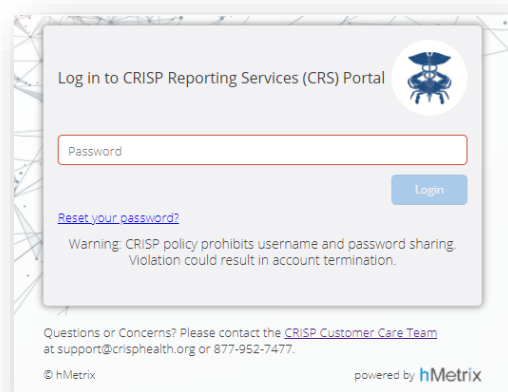 Log in to CRISP Reporting Services (CRS) Portal
Password
Login
Reset your password?
Warning: CRISP policy prohibits username and password sharing.
Violation could result in account termination.
Questions or Concerns? Please contact the CRISP Customer Care Team
at support@crisphealth.org or 877-952-7477.
© hMetrix
powered by hMetrix